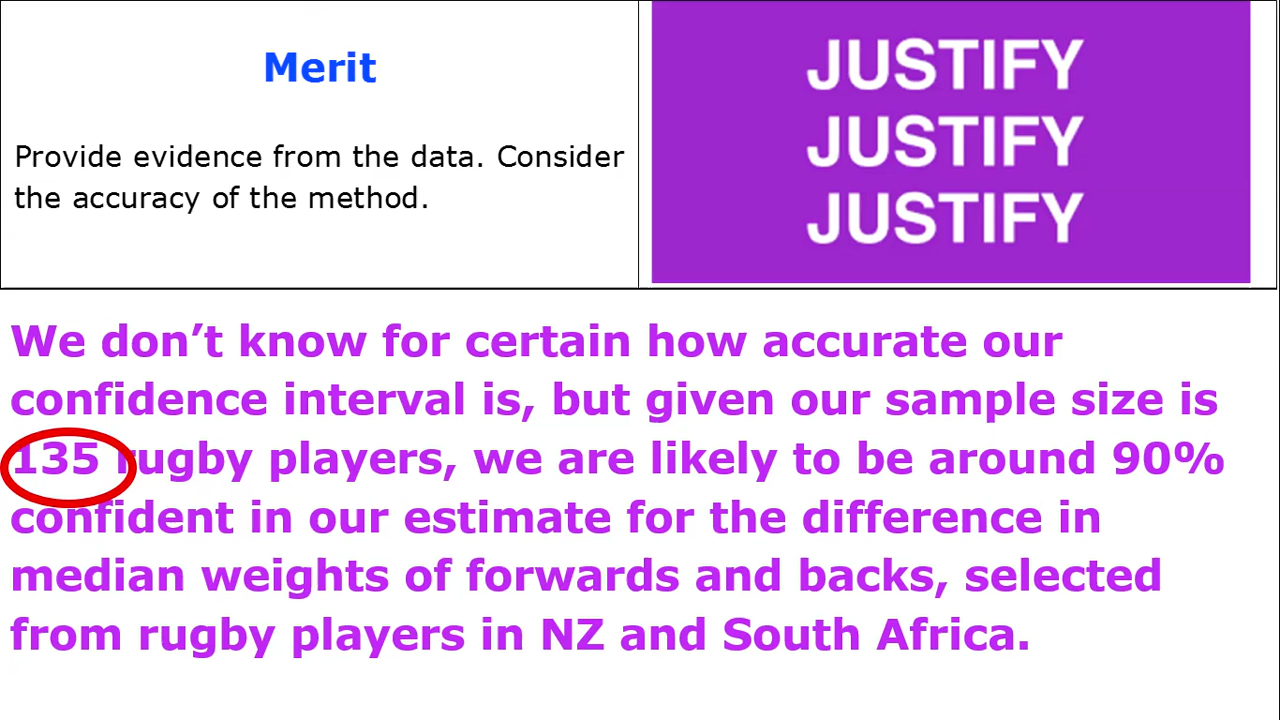 Merit
Provide evidence from the data. Consider
the accuracy of the method.
JUSTIFY
JUSTIFY
JUSTIFY
We don’t know for certain how accurate our
confidence interval is, but given our sample size is
135 rugby players, we are likely to be around 90%
confident in our estimate for the difference in
median weights of forwards and backs, selected
from rugby players in NZ and South Africa.